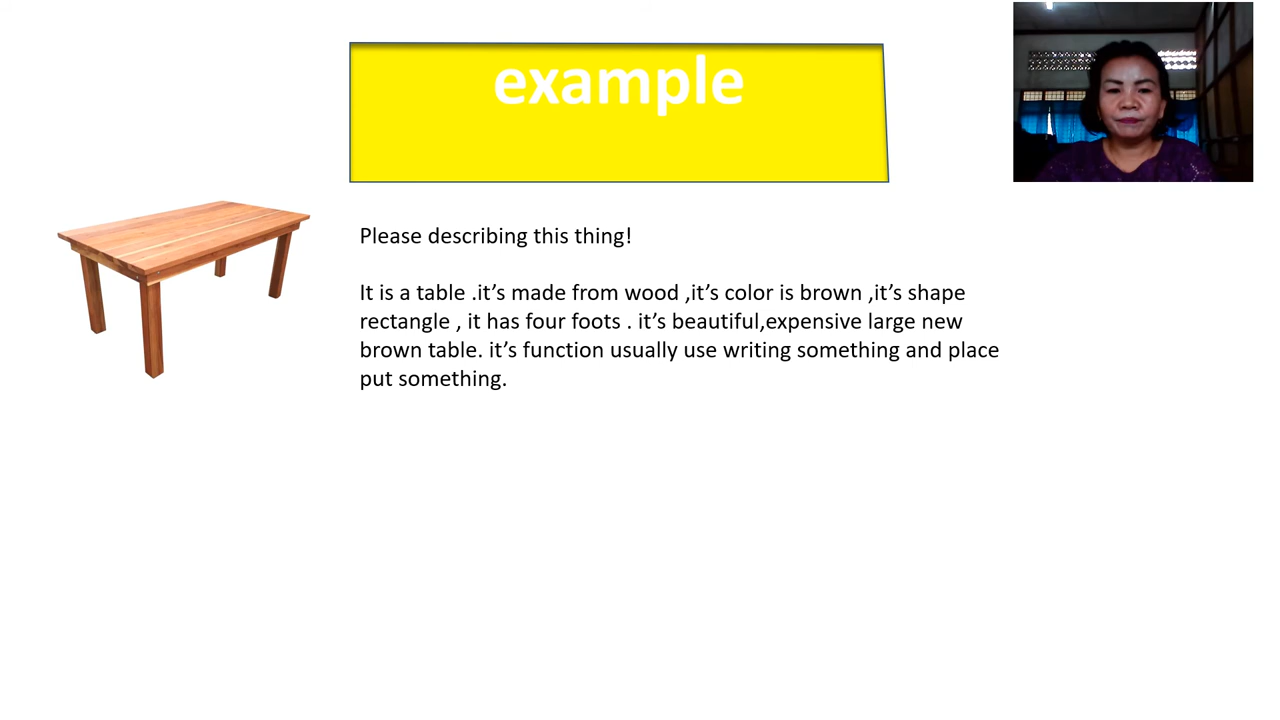 example
Please describing this thing!
It is a table .it’s made from wood ,it’s color is brown ,it’s shape
rectangle , it has four foots . it’s beautiful,expensive large new
brown table. it’s function usually use writing something and place
put something.